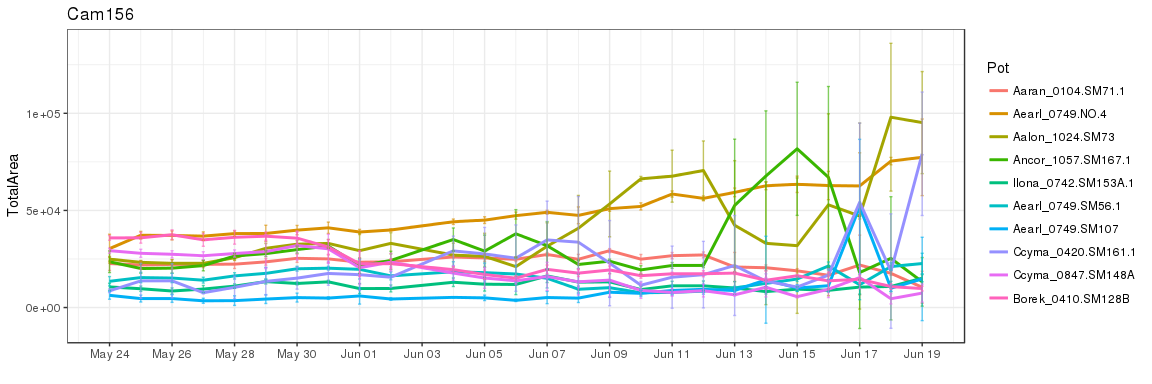 Cam156
TotalArea
1e+05
5e+04
0e+00
May 24 May 26 May 28 May 30 Jun 01 Jun 03 Jun 05 Jun 07 Jun 09 Jun 11 Jun 13 Jun 15 Jun 17 Jun 19
Pot
Aaran_0104.SM71.1
Aearl_0749.NO.4
Aalon_1024.SM73
Ancor_1057.SM167.1
Ilona_0742.SM153A.1
Aearl_0749.SM56.1
Aearl_0749.SM107
Ccyma_0420.SM161.1
Ccyma_0847.SM148A
Borek_0410.SM128B